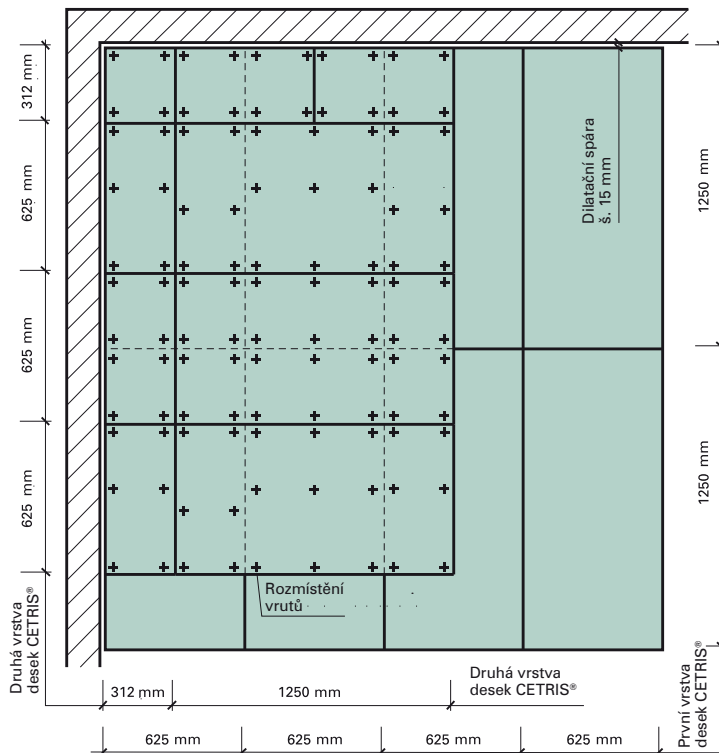 312 mm
625 mm
625 mm
625 mm
Druhá vrstva
desek CETRIS®
Dilatační spára
š. 15 mm
1250 mm
1250 mm
První vrstva
desek CETRIS®
Rozmístění
vrutů
312 mm
1250 mm
Druhá vrstva
desek CETRIS®
625 mm
625 mm
625 mm
625 mm